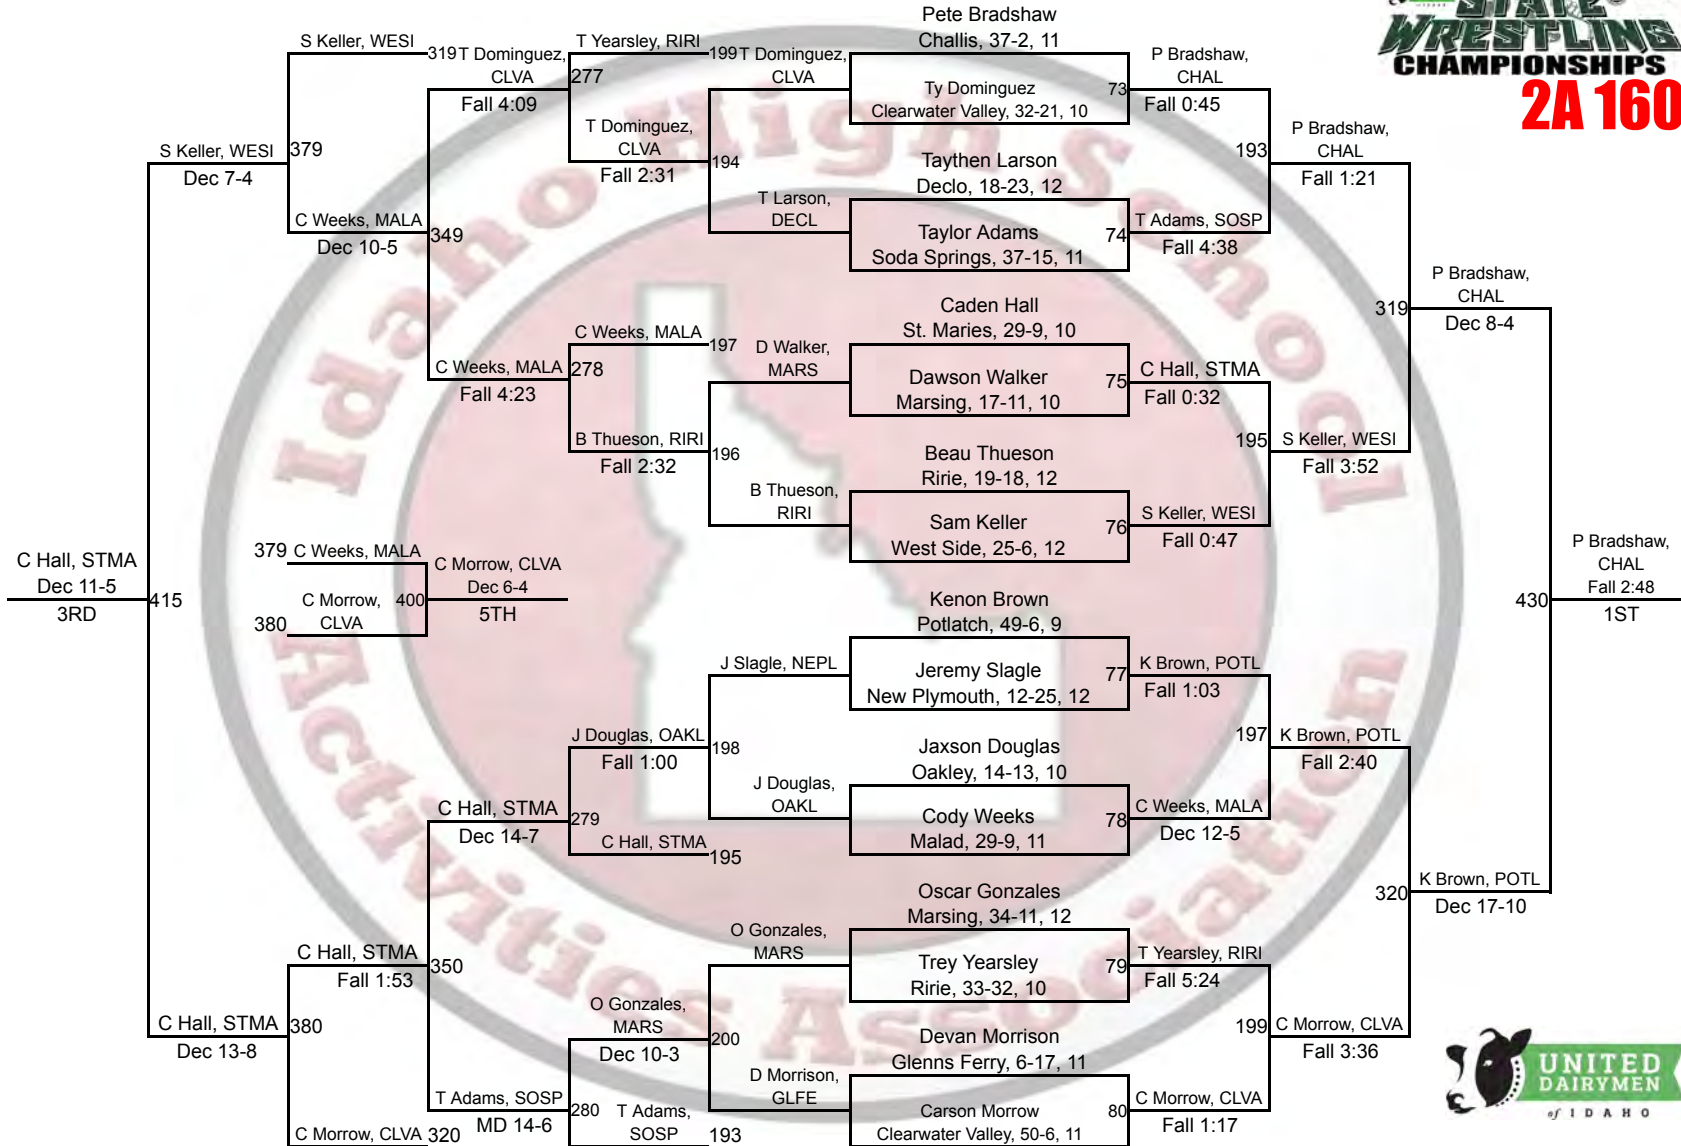 STATE
WRESTLING
CHAMPIONSHIPS
2A 160
Idaho High School
Activities Association
Pete Bradshaw
Challis, 37-2, 11
Ty Dominguez
Clearwater Valley, 32-21, 10
73
Taythen Larson
Declo, 18-23, 12
Taylor Adams
Soda Springs, 37-15, 11
74
Caden Hall
St. Maries, 29-9, 10
Dawson Walker
Marsing, 17-11, 10
75
Beau Thueson
Ririe, 19-18, 12
Sam Keller
West Side, 25-6, 12
76
Kenon Brown
Potlatch, 49-6, 9
Jeremy Slagle
New Plymouth, 12-25, 12
77
Jaxson Douglas
Oakley, 14-13, 10
Cody Weeks
Malad, 29-9, 11
78
Oscar Gonzales
Marsing, 34-11, 12
Trey Yearsley
Ririe, 33-32, 10
79
Devan Morrison
Glenns Ferry, 6-17, 11
Carson Morrow
Clearwater Valley, 50-6, 11
80
P Bradshaw,
CHAL
Fall 0:45
193
T Adams, SOSP
Fall 4:38
C Hall, STMA
Fall 0:32
195
S Keller, WESI
Fall 0:47
K Brown, POTL
Fall 1:03
197
C Weeks, MALA
Dec 12-5
T Yearsley, RIRI
Fall 5:24
199
C Morrow, CLVA
Fall 1:17
P Bradshaw,
CHAL
Fall 1:21
319
S Keller, WESI
Fall 3:52
K Brown, POTL
Fall 2:40
320
C Morrow, CLVA
Fall 3:36
P Bradshaw,
CHAL
Dec 8-4
430
K Brown, POTL
Dec 17-10
P Bradshaw,
CHAL
Fall 2:48
1ST
T Dominguez,
CLVA
194
T Larson,
DECL
D Walker,
MARS
196
B Thueson,
RIRI
J Slagle, NEPL
198
J Douglas,
OAKL
O Gonzales,
MARS
200
D Morrison,
GLFE
T Yearsley, RIRI
199
277
T Dominguez,
CLVA
Fall 2:31
C Weeks, MALA
197
278
B Thueson, RIRI
Fall 2:32
J Douglas, OAKL
Fall 1:00
279
C Hall, STMA
195
O Gonzales,
MARS
Dec 10-3
280
T Adams,
SOSP
193
T Dominguez,
CLVA
Fall 4:09
349
C Weeks, MALA
Fall 4:23
C Hall, STMA
Dec 14-7
350
T Adams, SOSP
MD 14-6
S Keller, WESI
319
379
C Weeks, MALA
Dec 10-5
C Hall, STMA
Fall 1:53
380
C Morrow, CLVA
320
S Keller, WESI
Dec 7-4
415
C Hall, STMA
Dec 13-8
C Hall, STMA
Dec 11-5
3RD
379
C Weeks, MALA
400
380
C Morrow,
CLVA
C Morrow, CLVA
Dec 6-4
5TH
UNITED
DAIRYMEN
of IDAHO